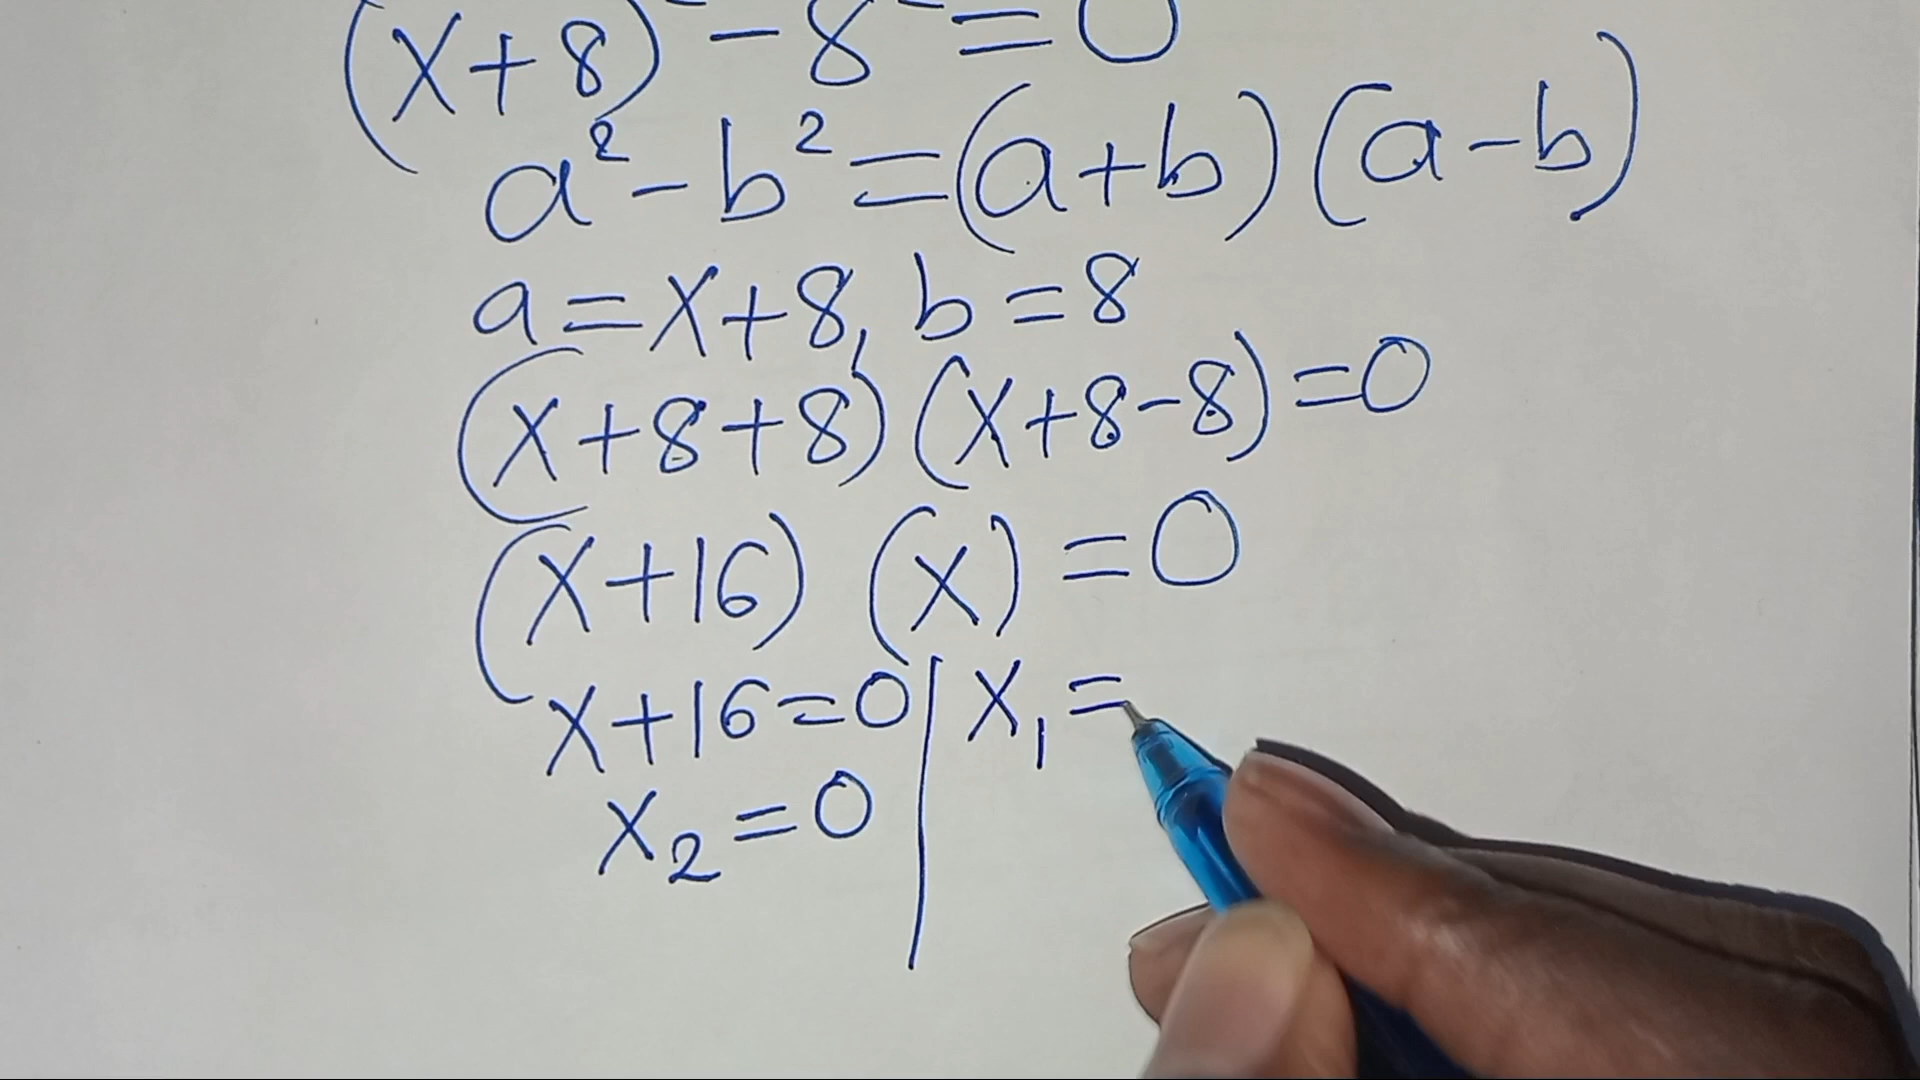 (x+8)² - 8² = 0
a² - b² = (a+b) (a-b)
a = x+8, b = 8
(x+8+8) (x+8-8) = 0
(x+16) (x) = 0
x+16=0 | x₁ =
x₂ = 0